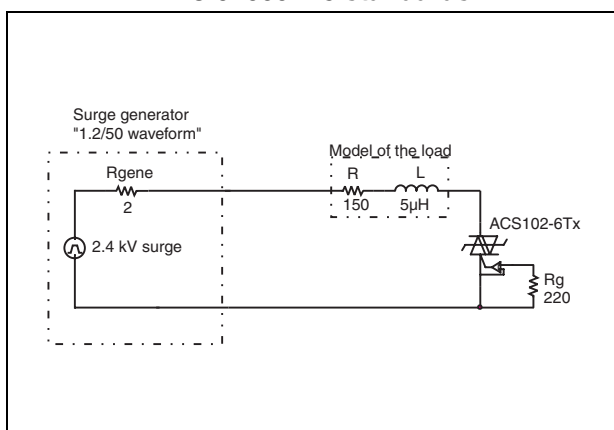 Surge generator
"1.2/50 waveform"
Model of the load
Rgene
2
R
150
L
5µH
2.4 kV surge
ACS102-6Tx
Rg
220